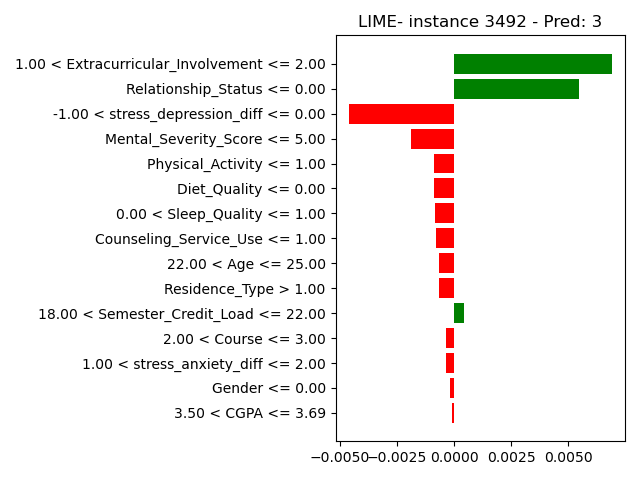 LIME- instance 3492 - Pred: 3
1.00 < Extracurricular_Involvement <= 2.00
Relationship_Status <= 0.00
-1.00 < stress_depression_diff <= 0.00
Mental_Severity_Score <= 5.00
Physical_Activity <= 1.00
Diet_Quality <= 0.00
0.00 < Sleep_Quality <= 1.00
Counseling_Service_Use <= 1.00
22.00 < Age <= 25.00
Residence_Type > 1.00
18.00 < Semester_Credit_Load <= 22.00
2.00 < Course <= 3.00
1.00 < stress_anxiety_diff <= 2.00
Gender <= 0.00
3.50 < CGPA <= 3.69
−0.0050 −0.0025 0.0000 0.0025 0.0050